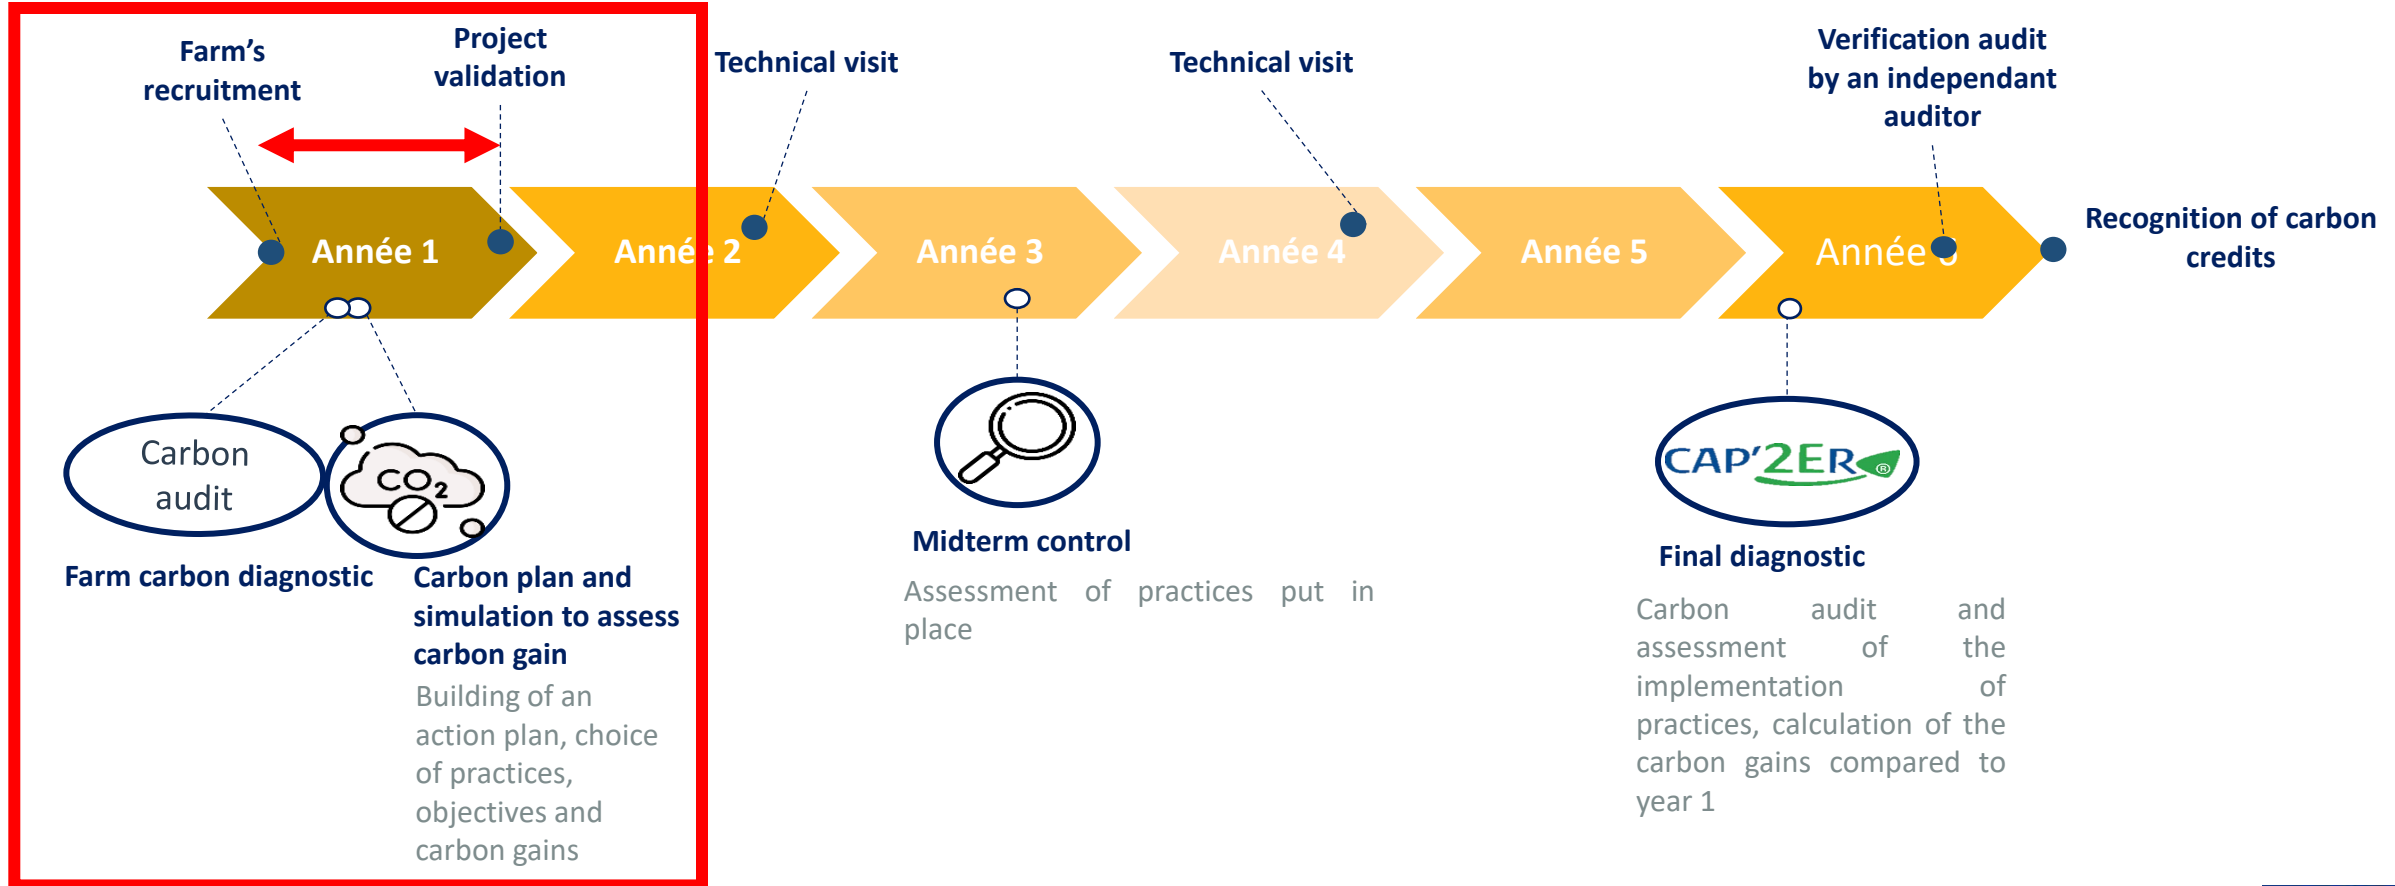 Farm's
recruitment
Project
validation
Technical visit
Technical visit
Verification audit
by an independant
auditor
Année 1
Année 2
Année 3
Année 4
Année 5
Année 6
Recognition of carbon
credits
Carbon
audit
CO2
CAP'2ER®
Farm carbon diagnostic
Carbon plan and
simulation to assess
carbon gain
Building of an
action plan, choice
of practices,
objectives and
carbon gains
Midterm control
Assessment of practices put in
place
Final diagnostic
Carbon audit and
assessment of the
implementation of
practices, calculation of the
carbon gains compared to
year 1